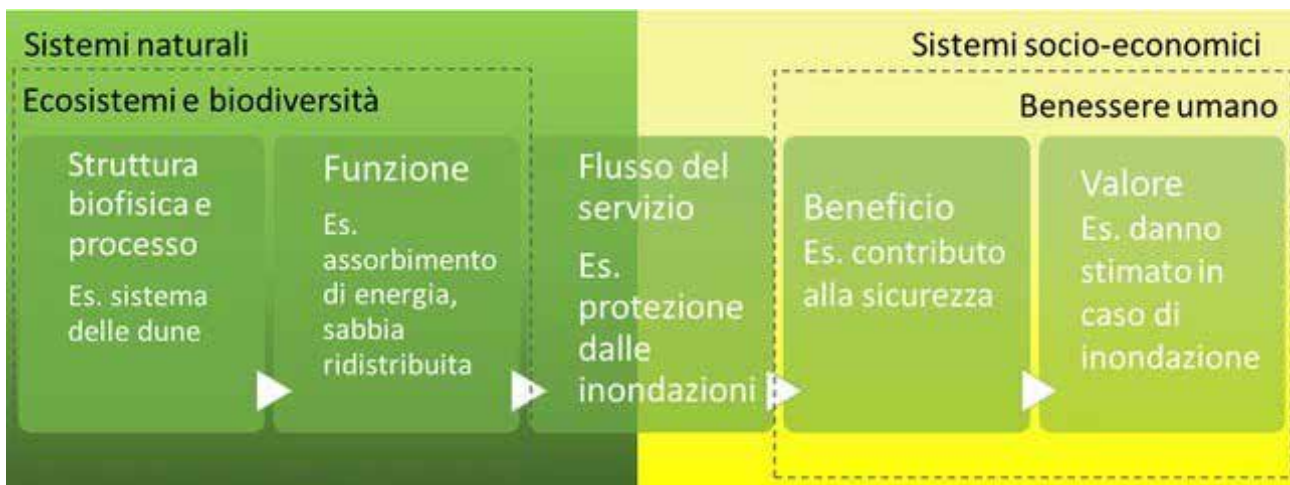 Sistemi naturali
Sistemi socio-economici
Ecosistemi e biodiversità
Benessere umano
Struttura
biofisica e
processo
Es. sistema
delle dune
Funzione
Es.
assorbimento
di energia,
sabbia
ridistribuita
Flusso del
servizio
Es.
protezione
dalle
inondazioni
Beneficio
Es. contributo
alla sicurezza
Valore
Es. danno
stimato in
caso di
inondazione